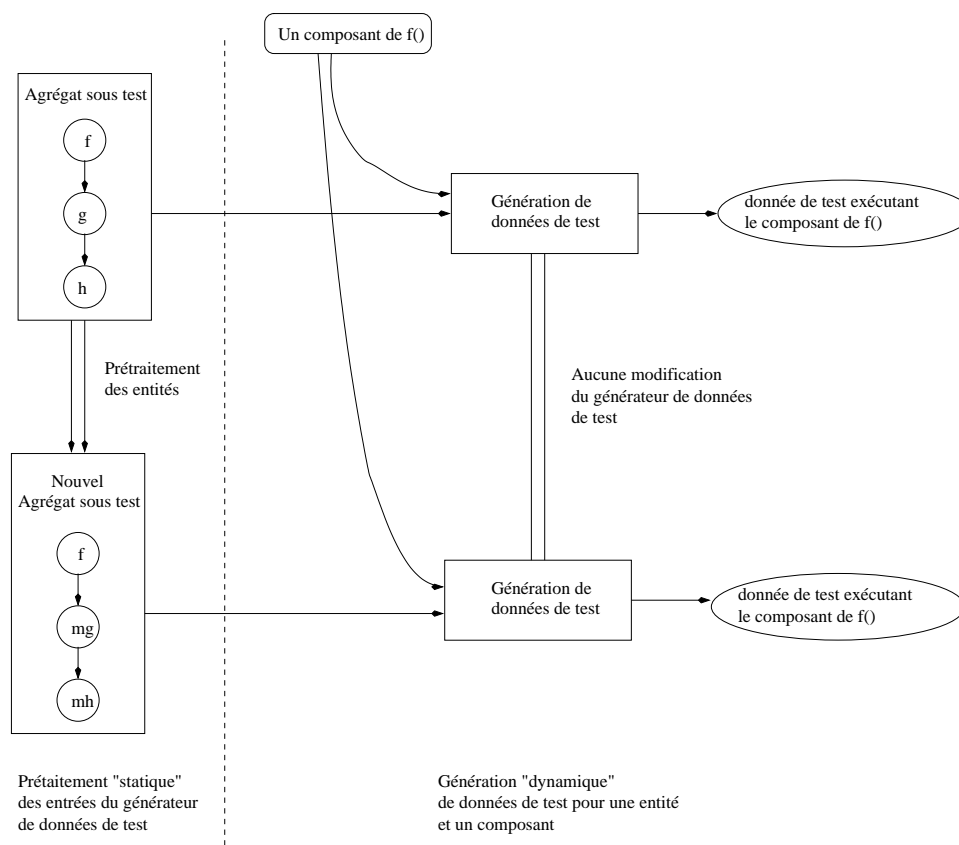 Un composant de f()
Agrégat sous test
f
g
h
Génération de
données de test
donnée de test exécutant
le composant de f()
Prétraitement
des entités
Aucune modification
du générateur de données
de test
Nouvel
Agrégat sous test
f
mg
mh
Génération de
données de test
donnée de test exécutant
le composant de f()
Prétaitement "statique"
des entrées du générateur
de données de test
Génération "dynamique"
de données de test pour une entité
et un composant